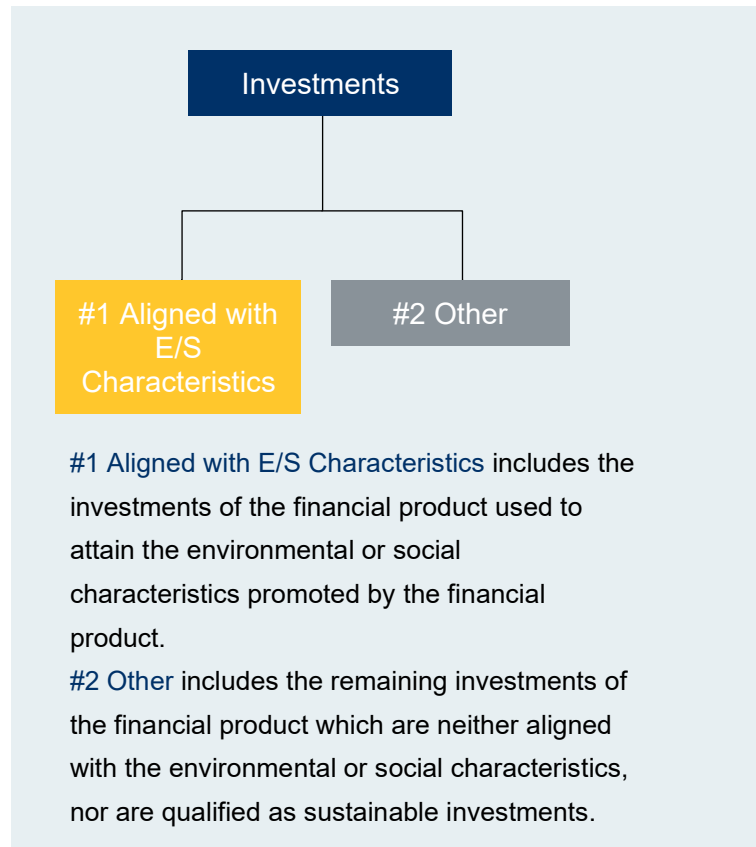 Investments
#1 Aligned with
E/S
Characteristics
#2 Other
#1 Aligned with E/S Characteristics includes the
investments of the financial product used to
attain the environmental or social
characteristics promoted by the financial
product.
#2 Other includes the remaining investments of
the financial product which are neither aligned
with the environmental or social characteristics,
nor are qualified as sustainable investments.